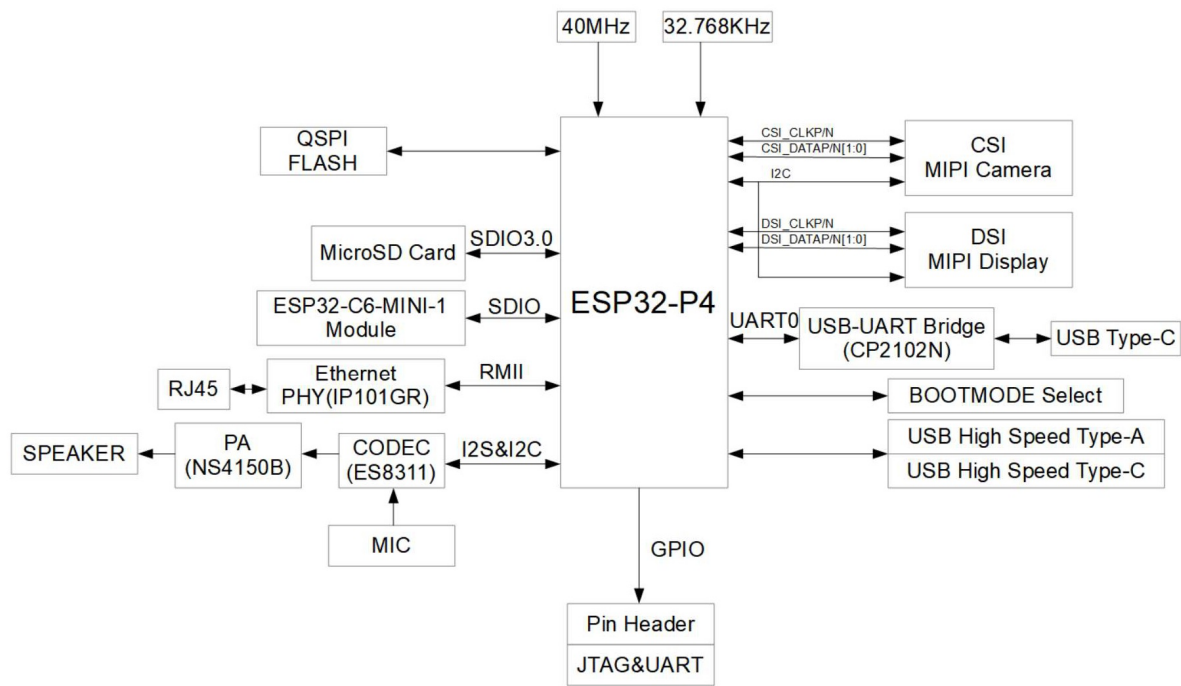 40MHz
32.768KHz
QSPI
FLASH
CSI_CLKP/N
CSI_DATAP/N[1:0]
I2C
CSI
MIPI Camera
MicroSD Card
SDIO3.0
DSI_CLKP/N
DSI_DATAP/N[1:0]
DSI
MIPI Display
ESP32-P4
ESP32-C6-MINI-1
Module
SDIO
UART0
USB-UART Bridge
(CP2102N)
USB Type-C
RJ45
Ethernet
PHY(IP101GR)
RMII
BOOTMODE Select
SPEAKER
PA
(NS4150B)
CODEC
(ES8311)
I2S&I2C
USB High Speed Type-A
USB High Speed Type-C
MIC
GPIO
Pin Header
JTAG&UART